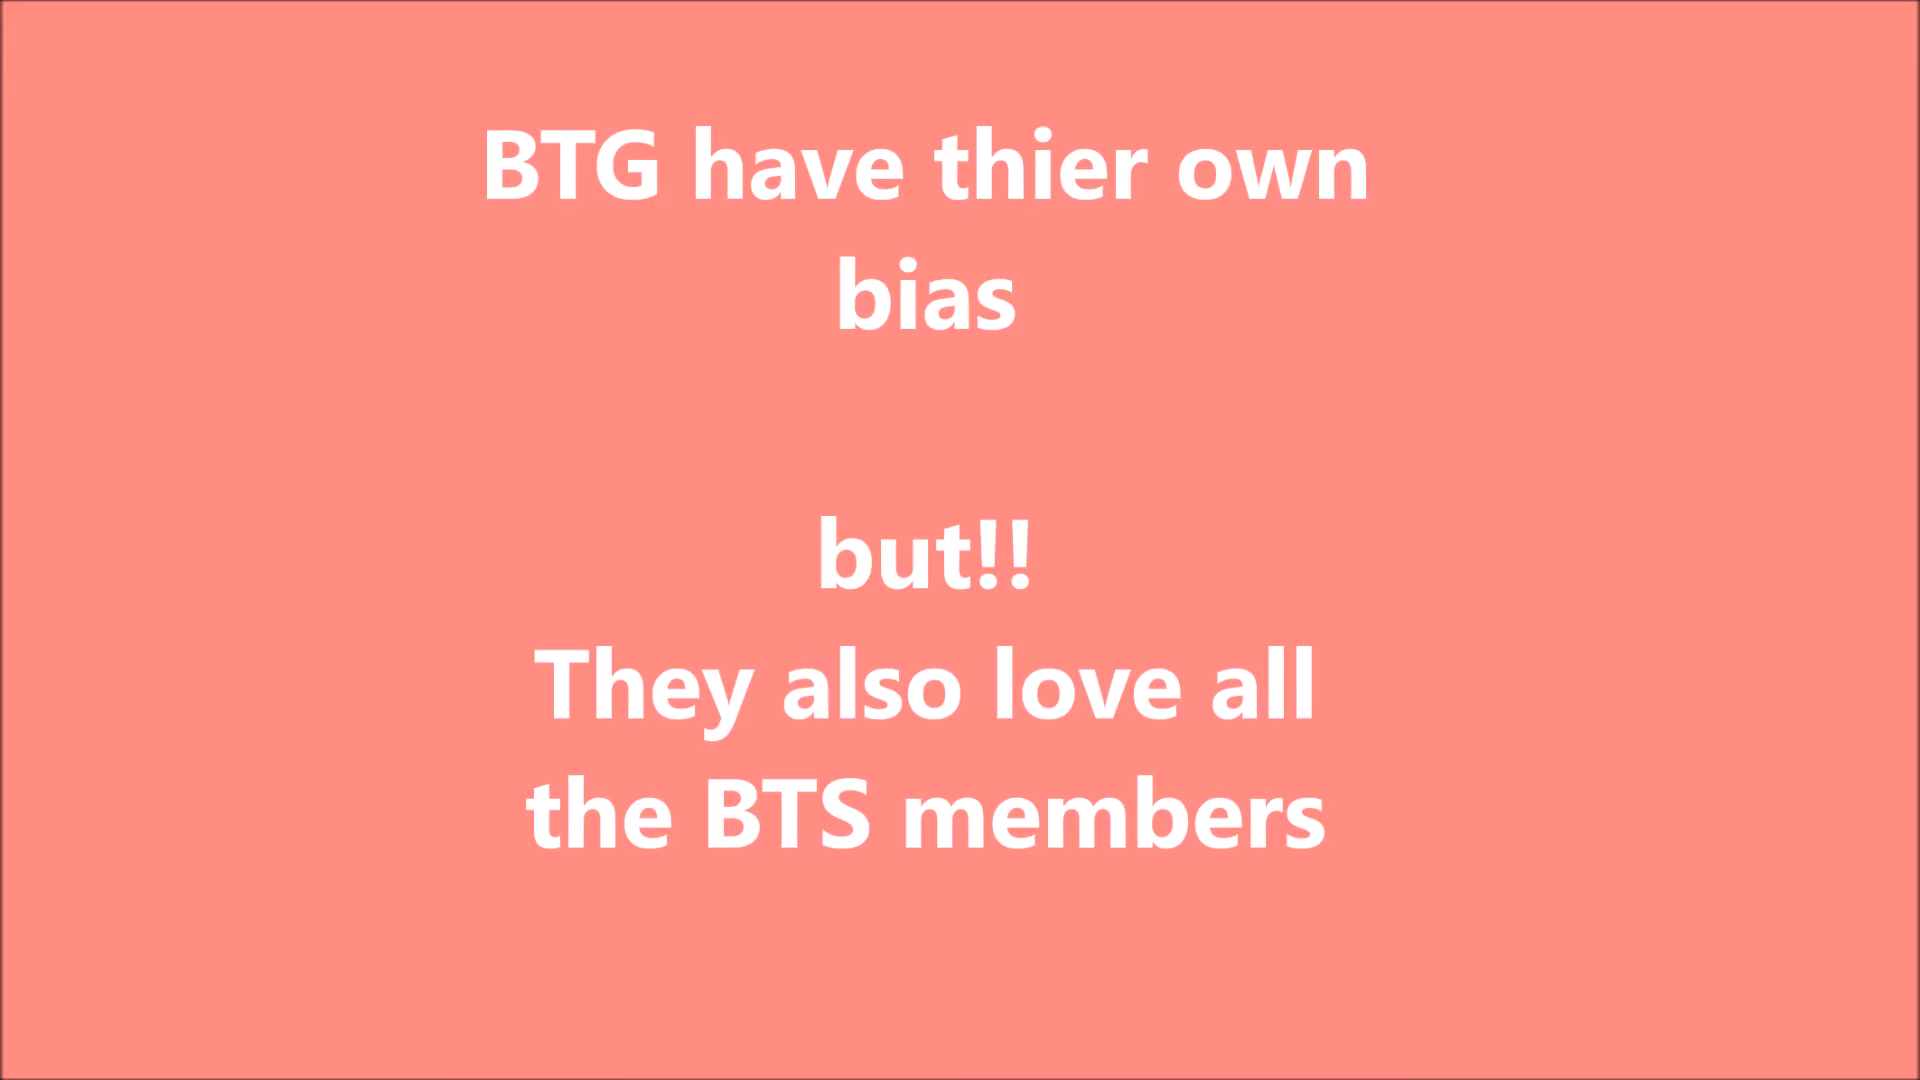 BTG have thier own
bias
but!!
They also love all
the BTS members